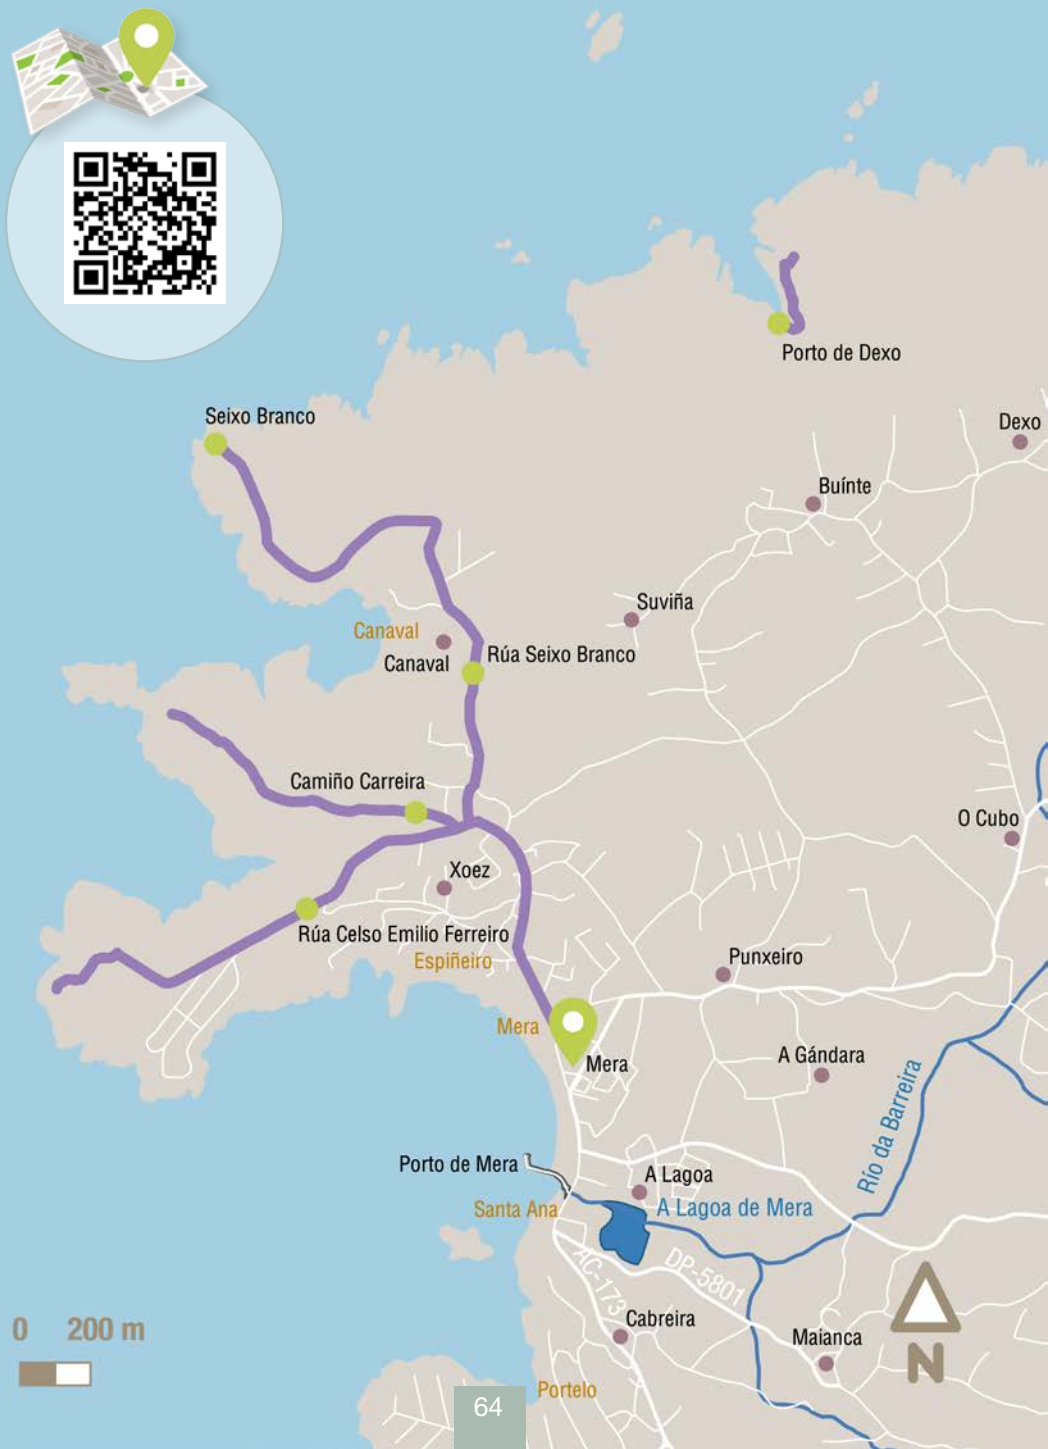 Porto de Dexo
Seixo Branco
Dexo
Buínte
Suviña
Canaval
Canaval
Rúa Seixo Branco
Camiño Carreira
O Cubo
Xoez
Rúa Celso Emilio Ferreiro
Espiñeiro
Punxeiro
Mera
Mera
A Gándara
Río da Barreira
Porto de Mera
A Lagoa
Santa Ana
A Lagoa de Mera
AC-173
DP-5801
0 200 m
Cabreira
Maianca
N
Portelo
64